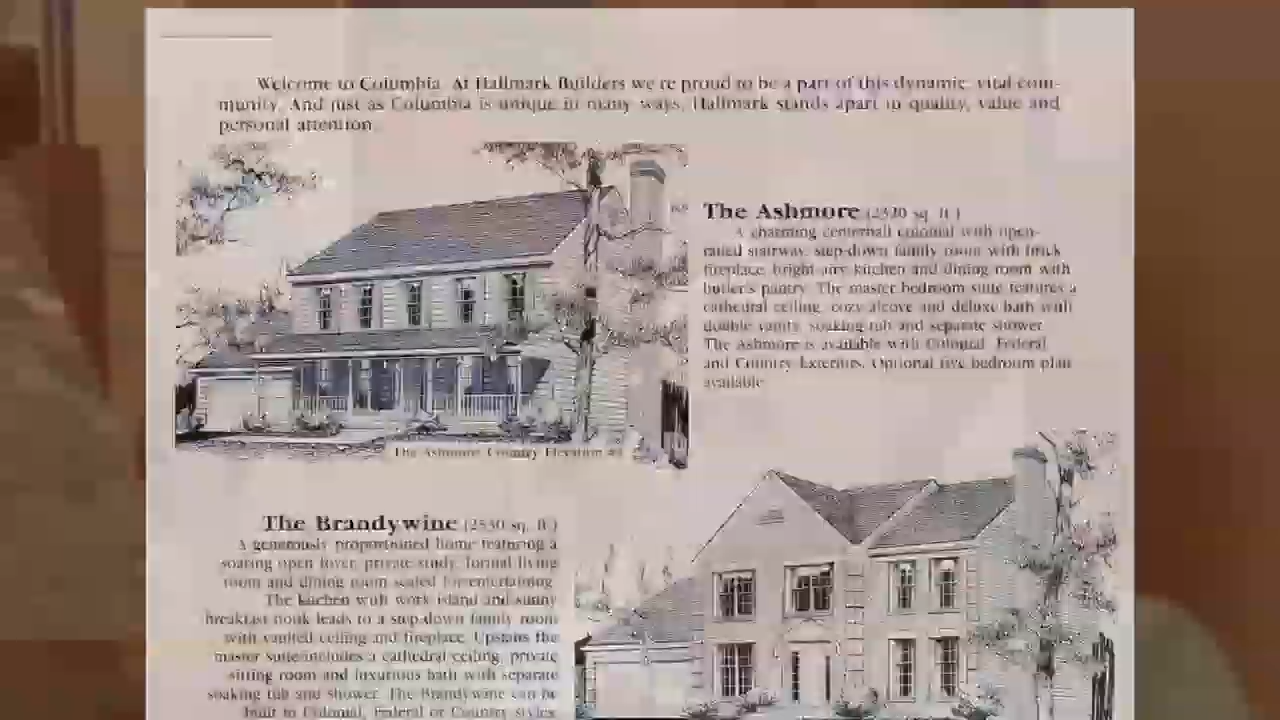 Welcome to Columbia. At Hallmark Builders we're proud to be a part of this dynamic, vital com-
munity. And just as Columbia is unique in many ways, Hallmark stands apart in quality, value and
personal attention.
The Ashmore (2320 sq. ft.)
A charming centerhall colonial with open-
railed stairway, step-down family room with brick
fireplace, bright airy kitchen and dining room with
butler's pantry. The master bedroom suite features a
cathedral ceiling, cozy alcove and deluxe bath with
double vanity, soaking tub and separate shower.
The Ashmore is available with Colonial, Federal
and Country Exteriors. Optional five bedroom plan
available.
The Ashmore Country Elevation
The Brandywine (2530 sq. ft.)
A generously proportioned home featuring a
soaring open foyer, private study, formal living
room and dining room scaled for entertaining.
The kitchen with work island and sunny
breakfast nook leads to a step-down family room
with vaulted ceiling and fireplace. Upstairs the
master suite includes a cathedral ceiling, private
sitting room and luxurious bath with separate
soaking tub and shower. The Brandywine can be
built in Colonial, Federal or Country styles.